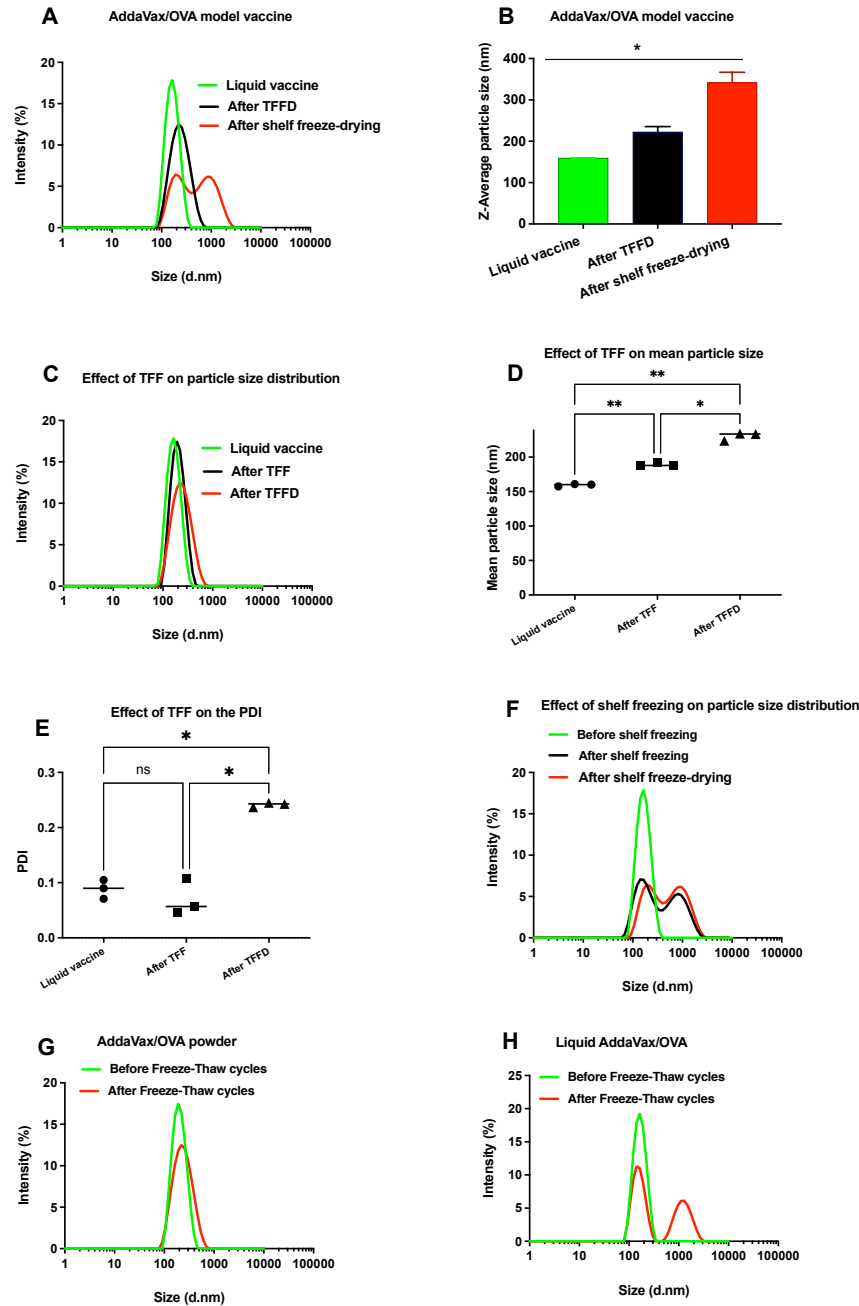 A
AddaVax/OVA model vaccine
20
15
10
5
0
Intensity (%)
Liquid vaccine
After TFFD
After shelf freeze-drying
1 10 100 1000 10000 100000
Size (d.nm)
B
AddaVax/OVA model vaccine
*
400
300
200
100
0
Z-Average particle size (nm)
Liquid vaccine
After TFFD
After shelf freeze-drying
C
Effect of TFF on particle size distribution
20
15
10
5
0
Intensity (%)
Liquid vaccine
After TFF
After TFFD
1 10 100 1000 10000 100000
Size (d.nm)
Effect of TFF on mean particle size
D
**
** *
200
150
100
50
0
Mean particle size (nm)
Liquid vaccine
After TFF
After TFFD
Effect of TFF on the PDI
E
*
ns *
0.3
0.2
0.1
0.0
PDI
Liquid vaccine
After TFF
After TFFD
F
Effect of shelf freezing on particle size distribution
Before shelf freezing
After shelf freezing
After shelf freeze-drying
20
15
10
5
0
Intensity (%)
1 10 100 1000 10000 100000
Size (d.nm)
G
AddaVax/OVA powder
Before Freeze-Thaw cycles
After Freeze-Thaw cycles
20
15
10
5
0
Intensity (%)
1 10 100 1000 10000 100000
Size (d.nm)
H
Liquid AddaVax/OVA
Before Freeze-Thaw cycles
After Freeze-Thaw cycles
25
20
15
10
5
0
Intensity (%)
1 10 100 1000 10000 100000
Size (d.nm)